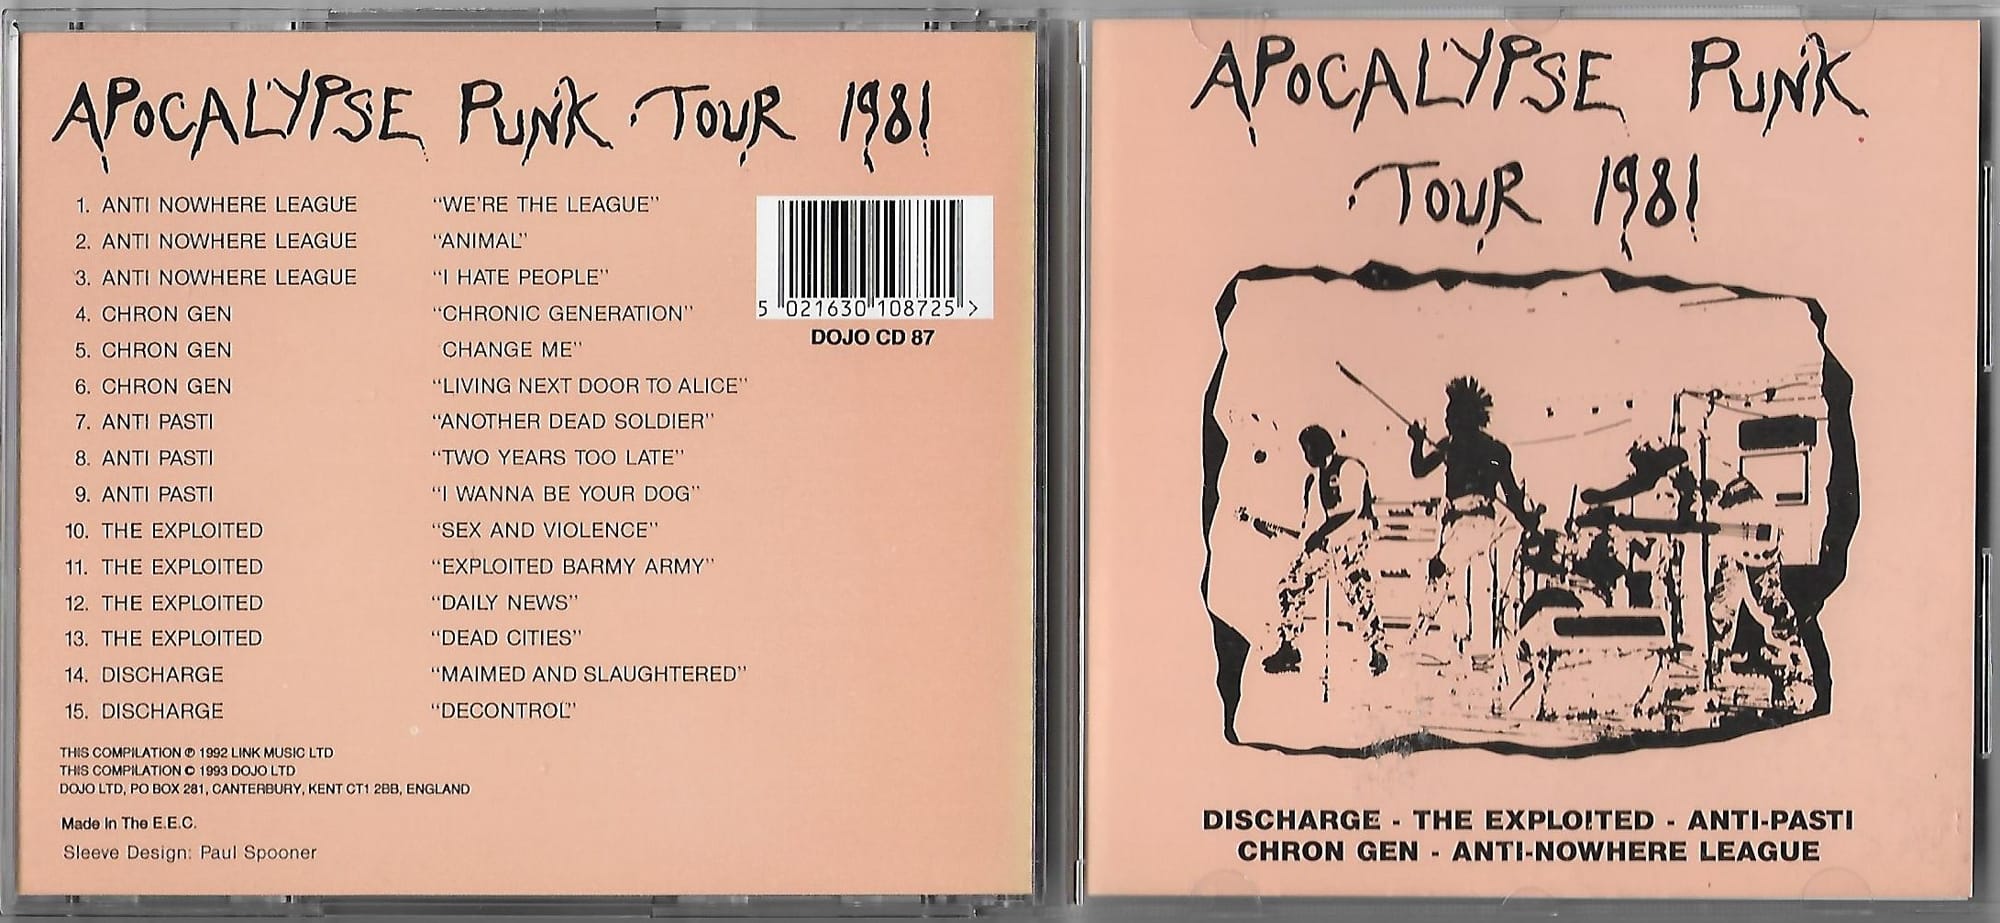 APOCALYPSE PUNK TOUR 1981
1. ANTI NOWHERE LEAGUE "WE'RE THE LEAGUE"
2. ANTI NOWHERE LEAGUE "ANIMAL"
3. ANTI NOWHERE LEAGUE "I HATE PEOPLE"
4. CHRON GEN "CHRONIC GENERATION"
5. CHRON GEN CHANGE ME"
6. CHRON GEN "LIVING NEXT DOOR TO ALICE"
7. ANTI PASTI "ANOTHER DEAD SOLDIER"
8. ANTI PASTI "TWO YEARS TOO LATE"
9. ANTI PASTI "I WANNA BE YOUR DOG"
10. THE EXPLOITED "SEX AND VIOLENCE"
11. THE EXPLOITED "EXPLOITED BARMY ARMY"
12. THE EXPLOITED "DAILY NEWS"
13. THE EXPLOITED "DEAD CITIES"
14. DISCHARGE "MAIMED AND SLAUGHTERED"
15. DISCHARGE "DECONTROL"
5 021630 108725 >
DOJO CD 87
THIS COMPILATION ℗ 1992 LINK MUSIC LTD
THIS COMPILATION © 1993 DOJO LTD
DOJO LTD, PO BOX 281, CANTERBURY, KENT CT1 2BB, ENGLAND
Made In The E.E.C.
Sleeve Design: Paul Spooner
APOCALYPSE PUNK
TOUR 1981
DISCHARGE - THE EXPLOITED - ANTI-PASTI
CHRON GEN - ANTI-NOWHERE LEAGUE